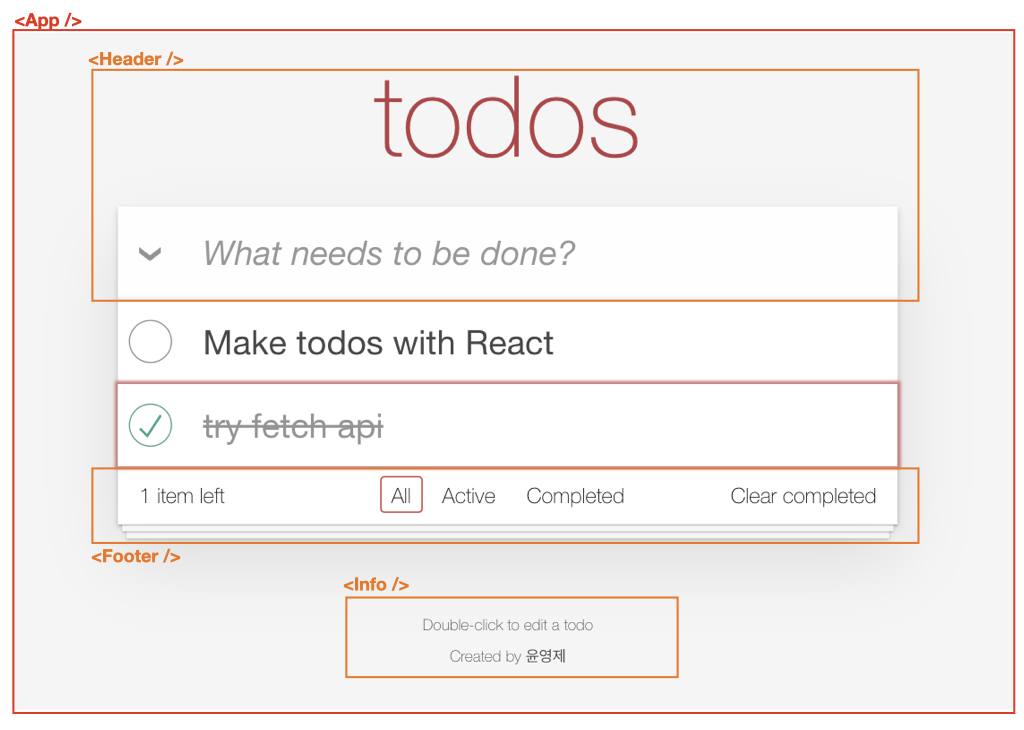 <App />
<Header />
todos
What needs to be done?
Make todos with React
try fetch api
1 item left All Active Completed Clear completed
<Footer />
<Info />
Double-click to edit a todo
Created by 윤영제